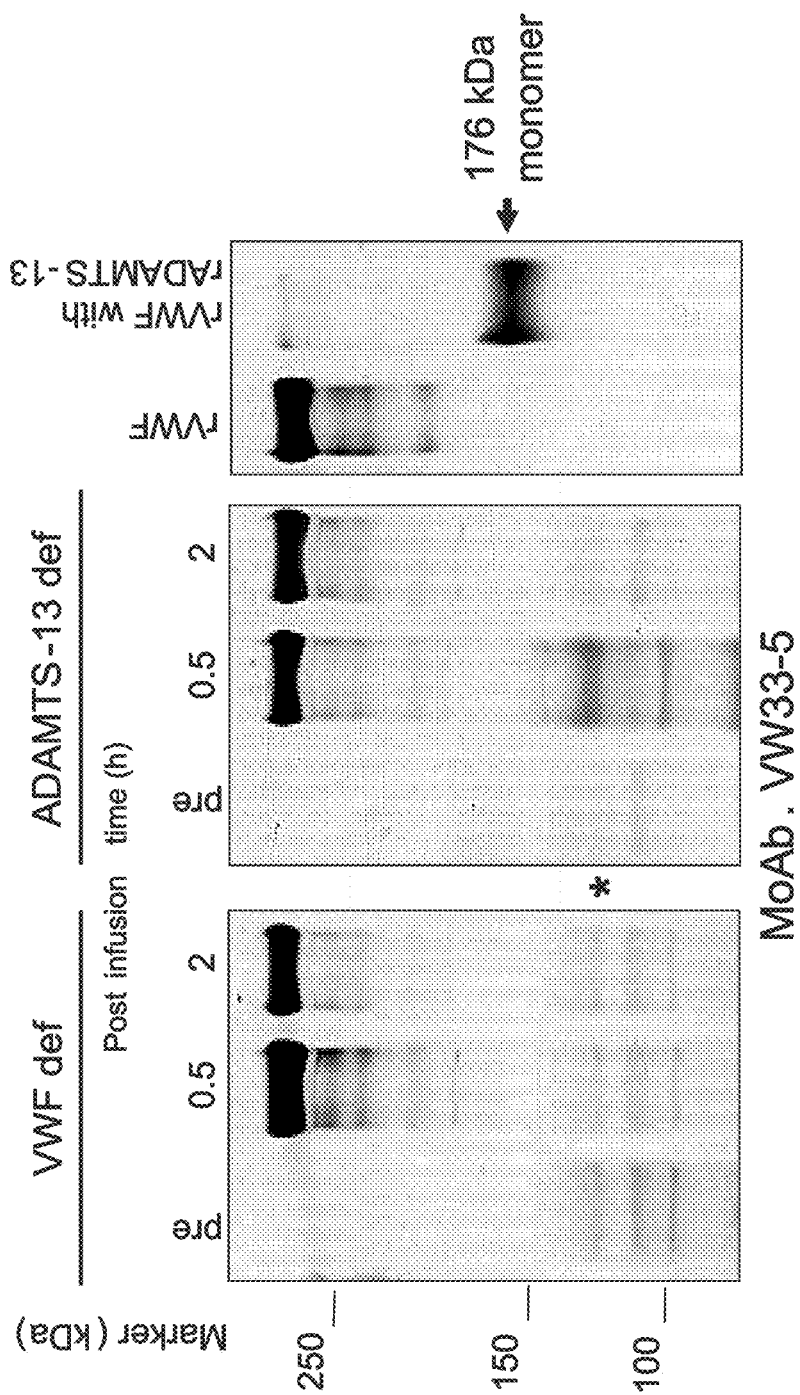 VWF def
ADAMTS-13 def
Post infusion time (h)
Marker (kDa)
pre
0.5
2
pre
0.5
2
rVWF
rVWF with
rADAMTS-13
250
150
100
*
176 kDa
monomer
MoAb. VW33-5